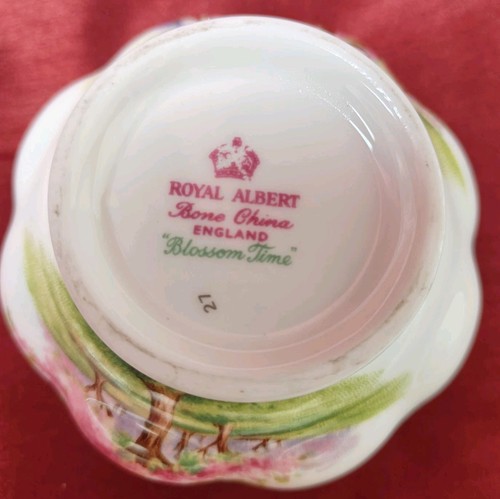 ROYAL ALBERT
Bone China
ENGLAND
"Blossom Time"
27